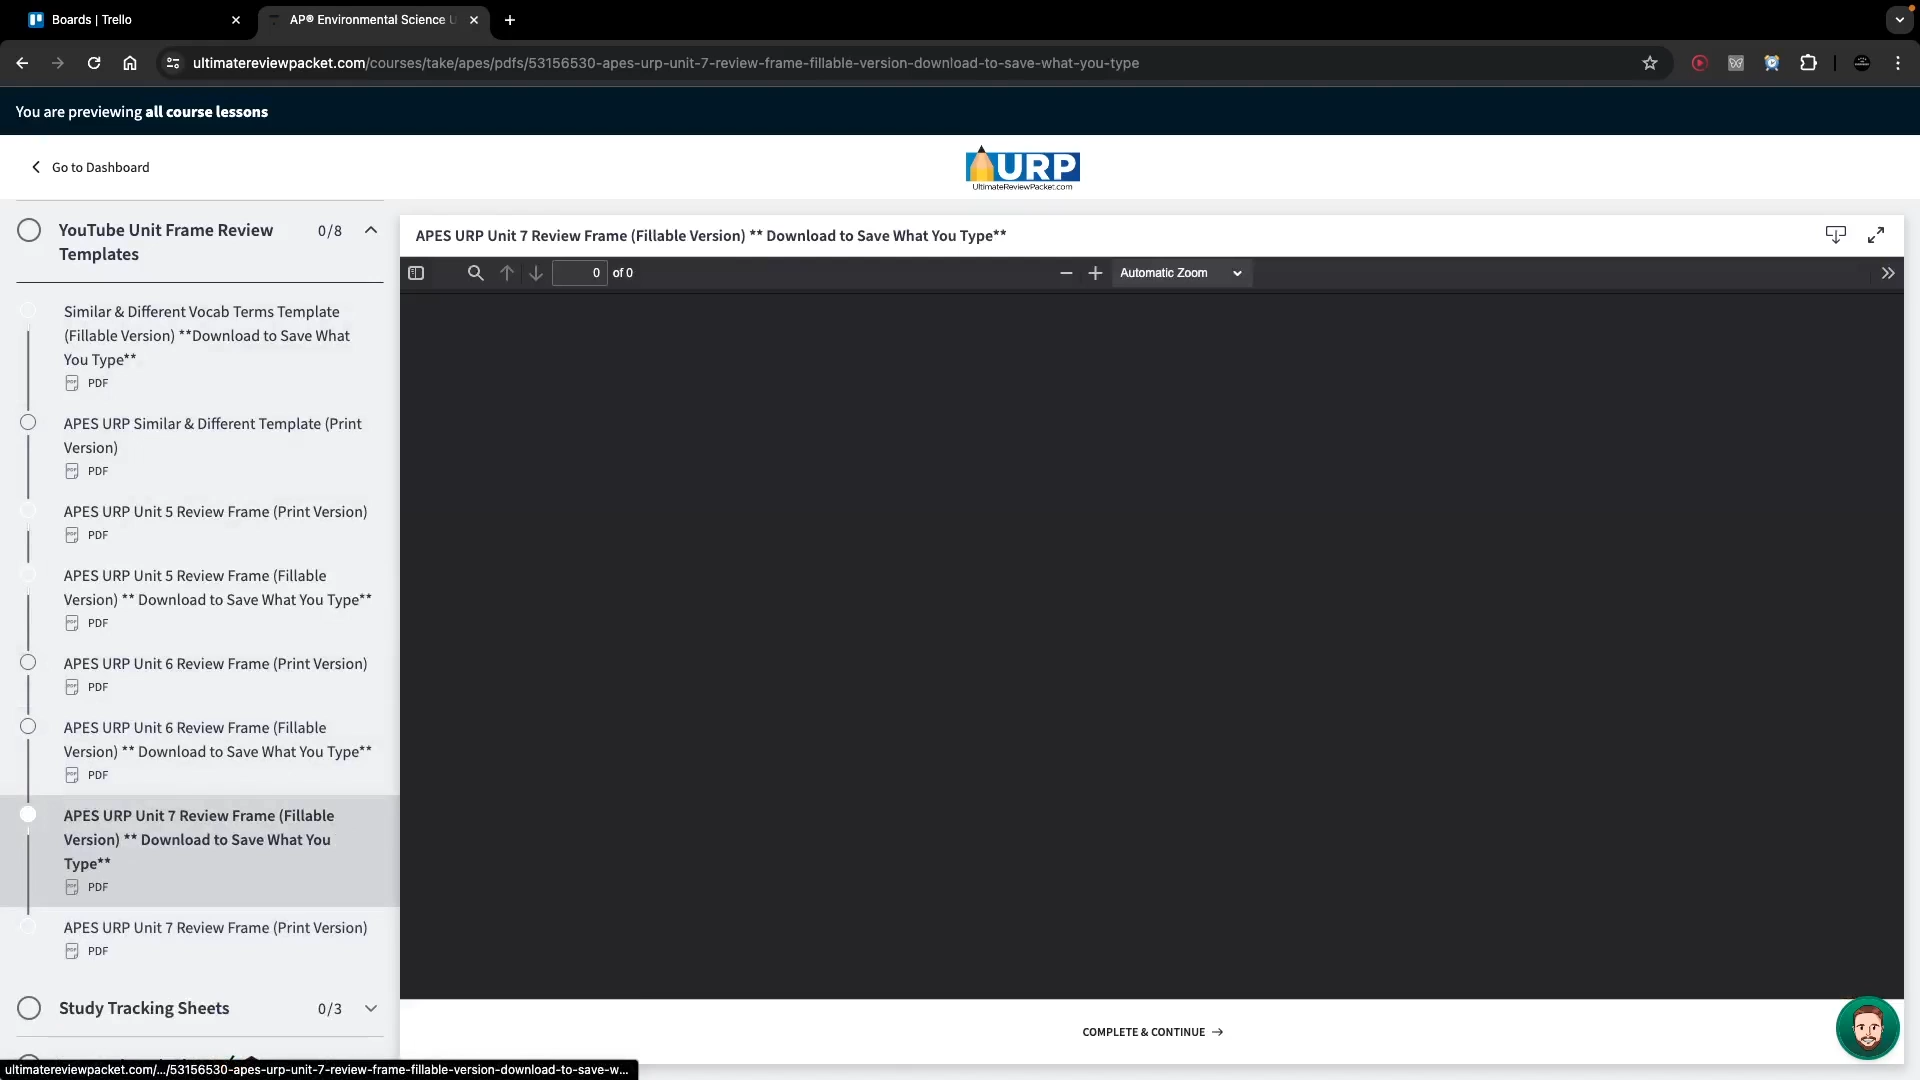 Boards | Trello
AP® Environmental Science U
ultimatereviewpacket.com/courses/take/apes/pdfs/53156530-apes-urp-unit-7-review-frame-fillable-version-download-to-save-what-you-type
You are previewing all course lessons
Go to Dashboard
URP
UltimateReviewPacket.com
YouTube Unit Frame Review
Templates
0/8
Similar & Different Vocab Terms Template
(Fillable Version) **Download to Save What
You Type**
PDF
APES URP Similar & Different Template (Print
Version)
PDF
APES URP Unit 5 Review Frame (Print Version)
PDF
APES URP Unit 5 Review Frame (Fillable
Version) ** Download to Save What You Type**
PDF
APES URP Unit 6 Review Frame (Print Version)
PDF
APES URP Unit 6 Review Frame (Fillable
Version) ** Download to Save What You Type**
PDF
APES URP Unit 7 Review Frame (Fillable
Version) ** Download to Save What You
Type**
PDF
APES URP Unit 7 Review Frame (Print Version)
PDF
Study Tracking Sheets
0/3
APES URP Unit 7 Review Frame (Fillable Version) ** Download to Save What You Type**
0 of 0
Automatic Zoom
COMPLETE & CONTINUE →
ultimatereviewpacket.com/.../53156530-apes-urp-unit-7-review-frame-fillable-version-download-to-save-w...